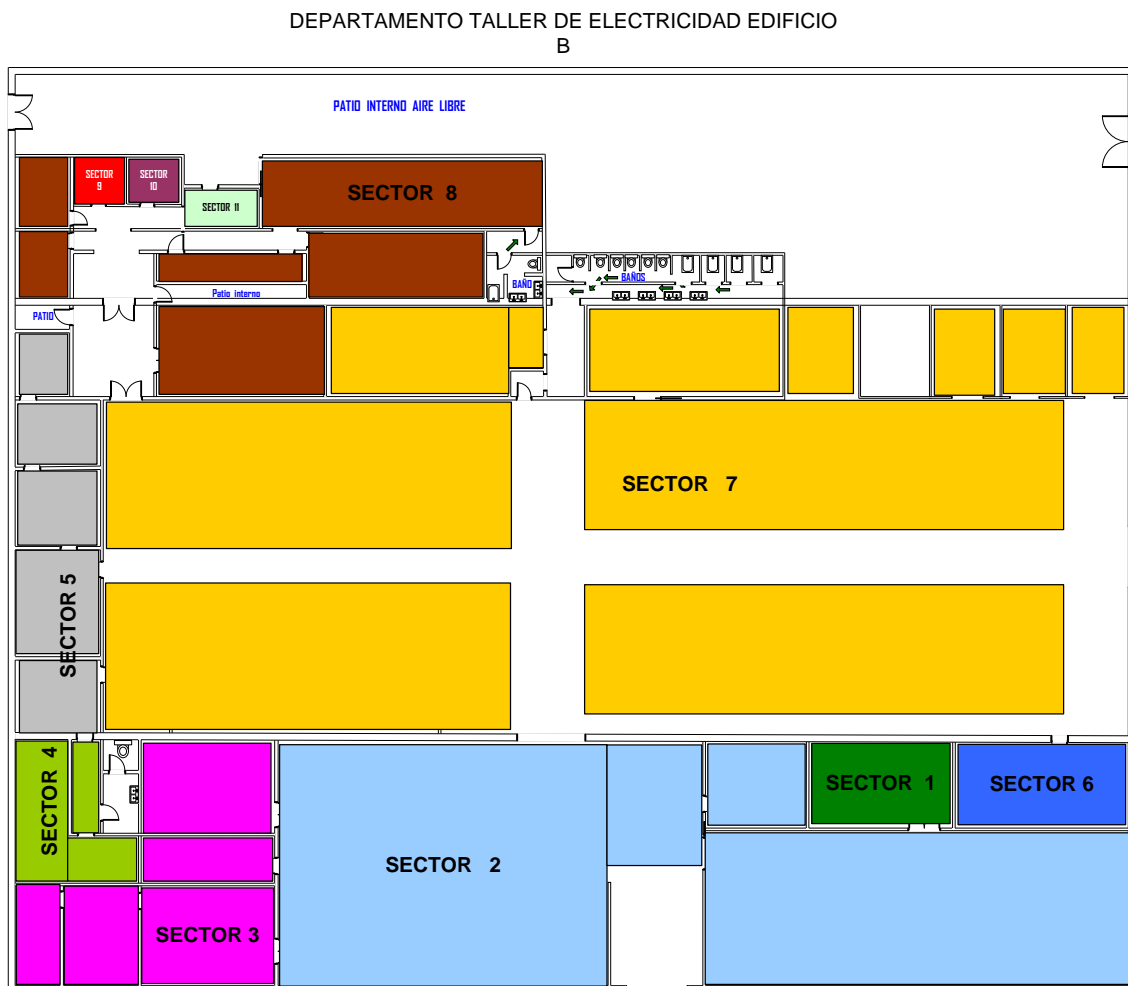 DEPARTAMENTO TALLER DE ELECTRICIDAD EDIFICIO
B
PATIO INTERNO AIRE LIBRE
SECTOR
9
SECTOR
10
SECTOR 11
SECTOR 8
BAÑO
BAÑOS
Patio interno
PATIO
SECTOR 7
SECTOR 5
SECTOR 4
SECTOR 1
SECTOR 6
SECTOR 2
SECTOR 3